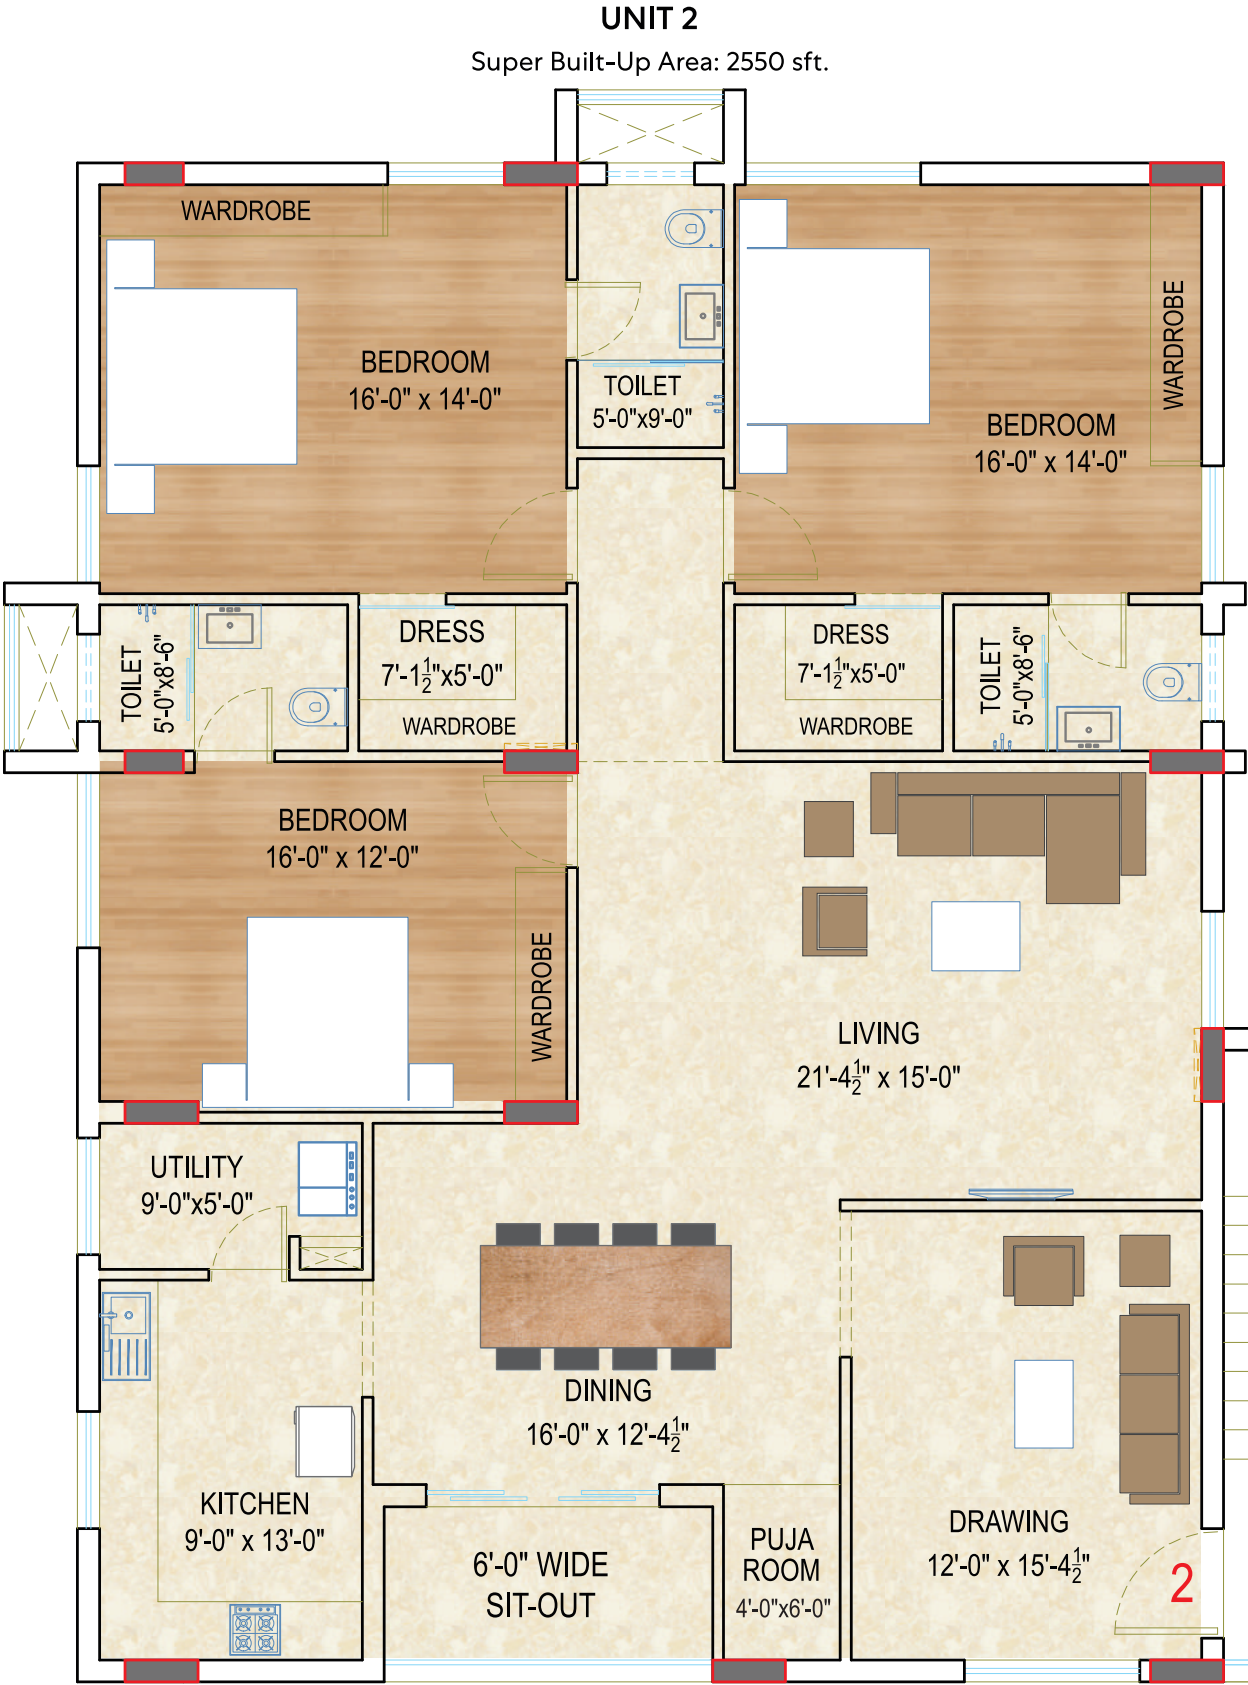 UNIT 2
Super Built-Up Area: 2550 sft.
WARDROBE
BEDROOM
16'-0" x 14'-0"
TOILET
5'-0"x9'-0"
WARDROBE
BEDROOM
16'-0" x 14'-0"
TOILET
5'-0"x8'-6"
DRESS
7'-1½"x5'-0"
WARDROBE
DRESS
7'-1½"x5'-0"
WARDROBE
TOILET
5'-0"x8'-6"
BEDROOM
16'-0" x 12'-0"
WARDROBE
LIVING
21'-4½" x 15'-0"
UTILITY
9'-0"x5'-0"
DINING
16'-0" x 12'-4½"
KITCHEN
9'-0" x 13'-0"
6'-0" WIDE
SIT-OUT
PUJA
ROOM
4'-0"x6'-0"
DRAWING
12'-0" x 15'-4½"
2